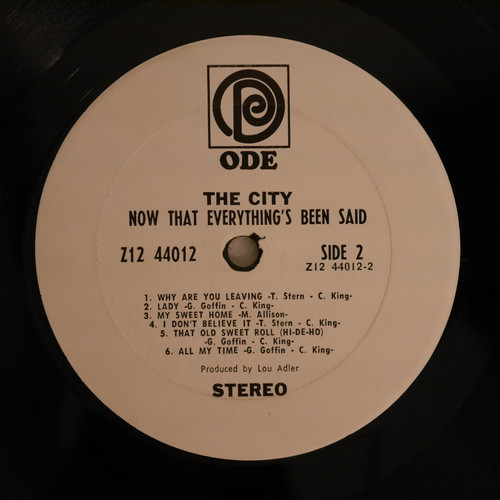 ODE
THE CITY
NOW THAT EVERYTHING'S BEEN SAID
Z12 44012 SIDE 2
Z12 44012-2
1. WHY ARE YOU LEAVING -T. Stern - C. King-
2. LADY -G. Goffin - C. King-
3. MY SWEET HOME -M. Allison-
4. I DON'T BELIEVE IT -T. Stern - C. King-
5. THAT OLD SWEET ROLL (HI-DE-HO)
-G. Goffin - C. King-
6. ALL MY TIME -G. Goffin - C. King-
Produced by Lou Adler
STEREO